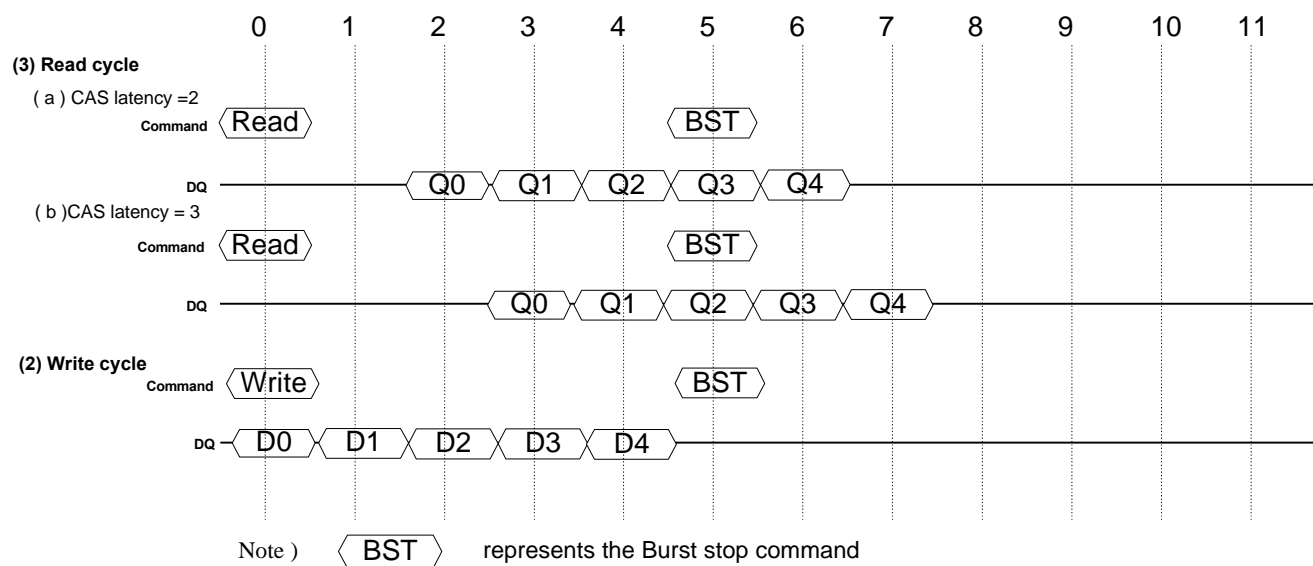 0 1 2 3 4 5 6 7 8 9 10 11
(3) Read cycle
( a ) CAS latency =2
Command Read BST
DQ Q0 Q1 Q2 Q3 Q4
( b )CAS latency = 3
Command Read BST
DQ Q0 Q1 Q2 Q3 Q4
(2) Write cycle
Command Write BST
DQ D0 D1 D2 D3 D4
Note ) BST represents the Burst stop command